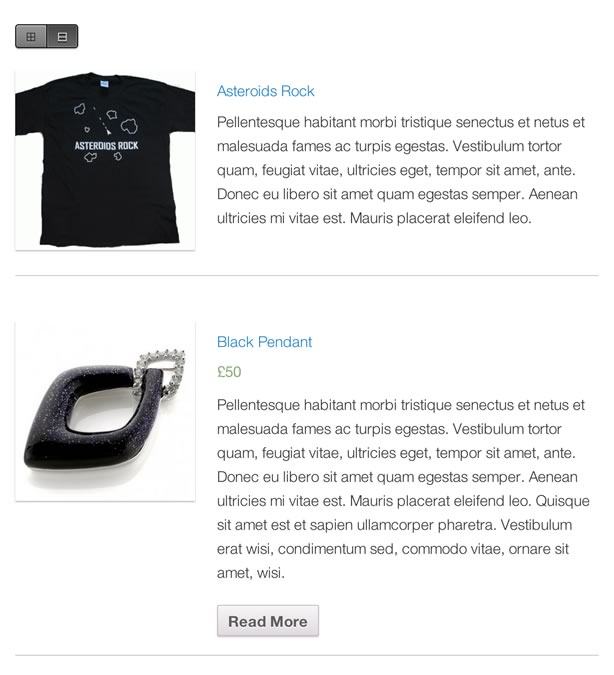 ASTEROIDS ROCK
Asteroids Rock
Pellentesque habitant morbi tristique senectus et netus et
malesuada fames ac turpis egestas. Vestibulum tortor
quam, feugiat vitae, ultricies eget, tempor sit amet, ante.
Donec eu libero sit amet quam egestas semper. Aenean
ultricies mi vitae est. Mauris placerat eleifend leo.
Black Pendant
£50
Pellentesque habitant morbi tristique senectus et netus et
malesuada fames ac turpis egestas. Vestibulum tortor
quam, feugiat vitae, ultricies eget, tempor sit amet, ante.
Donec eu libero sit amet quam egestas semper. Aenean
ultricies mi vitae est. Mauris placerat eleifend leo. Quisque
sit amet est et sapien ullamcorper pharetra. Vestibulum
erat wisi, condimentum sed, commodo vitae, ornare sit
amet, wisi.
Read More